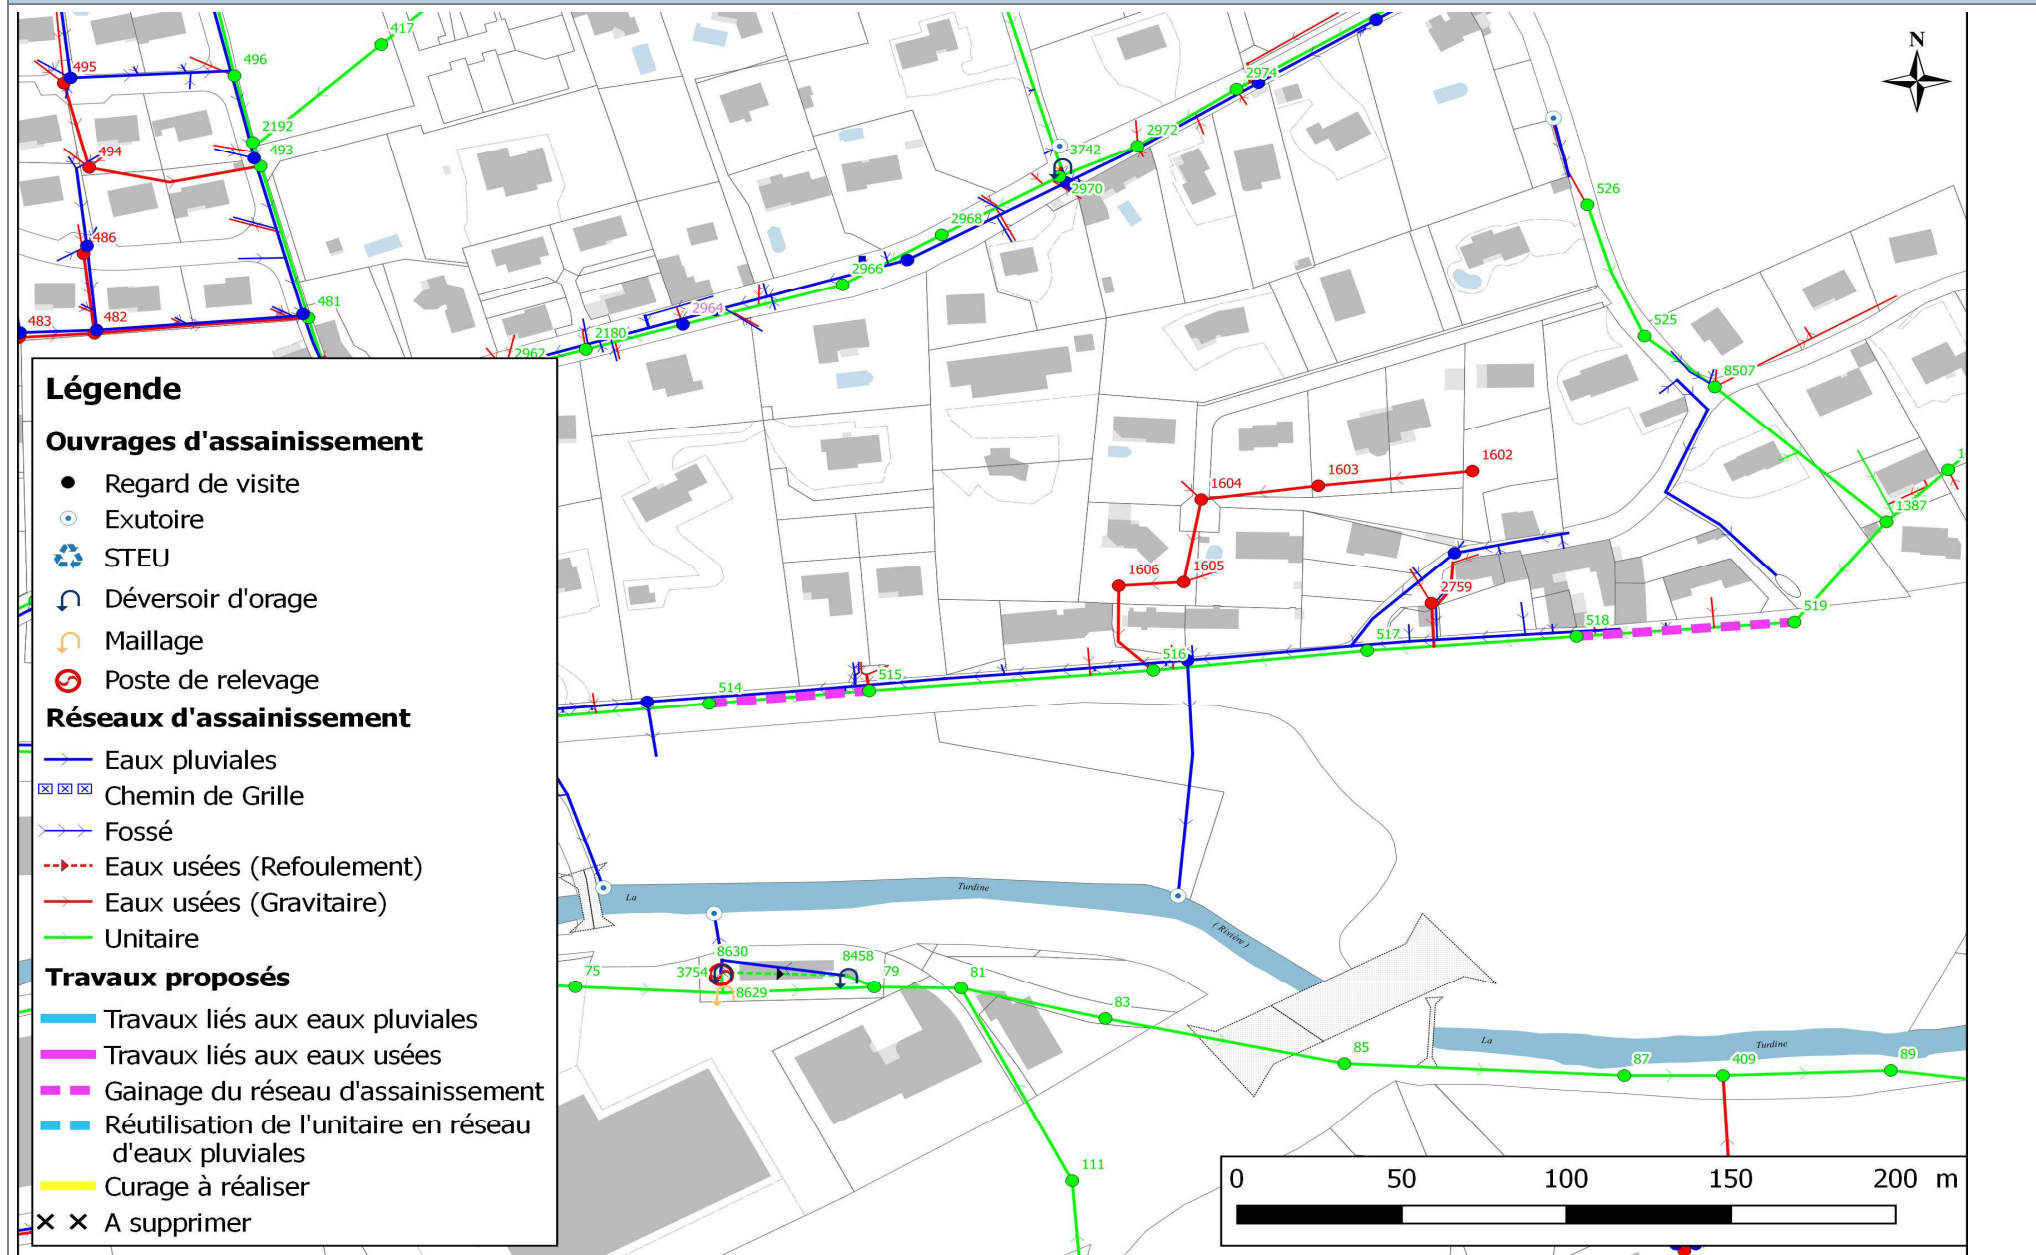 417
N
495
496
2974
2192
2972
3742
494
493
2970
526
2968
486
2966
481
2964
525
483
482
2180
2962
8507
Légende
Ouvrages d'assainissement
Regard de visite
Exutoire
STEU
Déversoir d'orage
Maillage
Poste de relevage
Réseaux d'assainissement
Eaux pluviales
Chemin de Grille
Fossé
Eaux usées (Refoulement)
Eaux usées (Gravitaire)
Unitaire
Travaux proposés
Travaux liés aux eaux pluviales
Travaux liés aux eaux usées
Gainage du réseau d'assainissement
Réutilisation de l'unitaire en réseau
d'eaux pluviales
Curage à réaliser
A supprimer
1602
1603
1604
1387
1606
1605
2759
519
518
517
516
515
514
La
Turdine
(Rivière)
8630
8458
75
3754
79
81
8629
83
85
La
Turdine
87
409
89
111
0 50 100 150 200 m